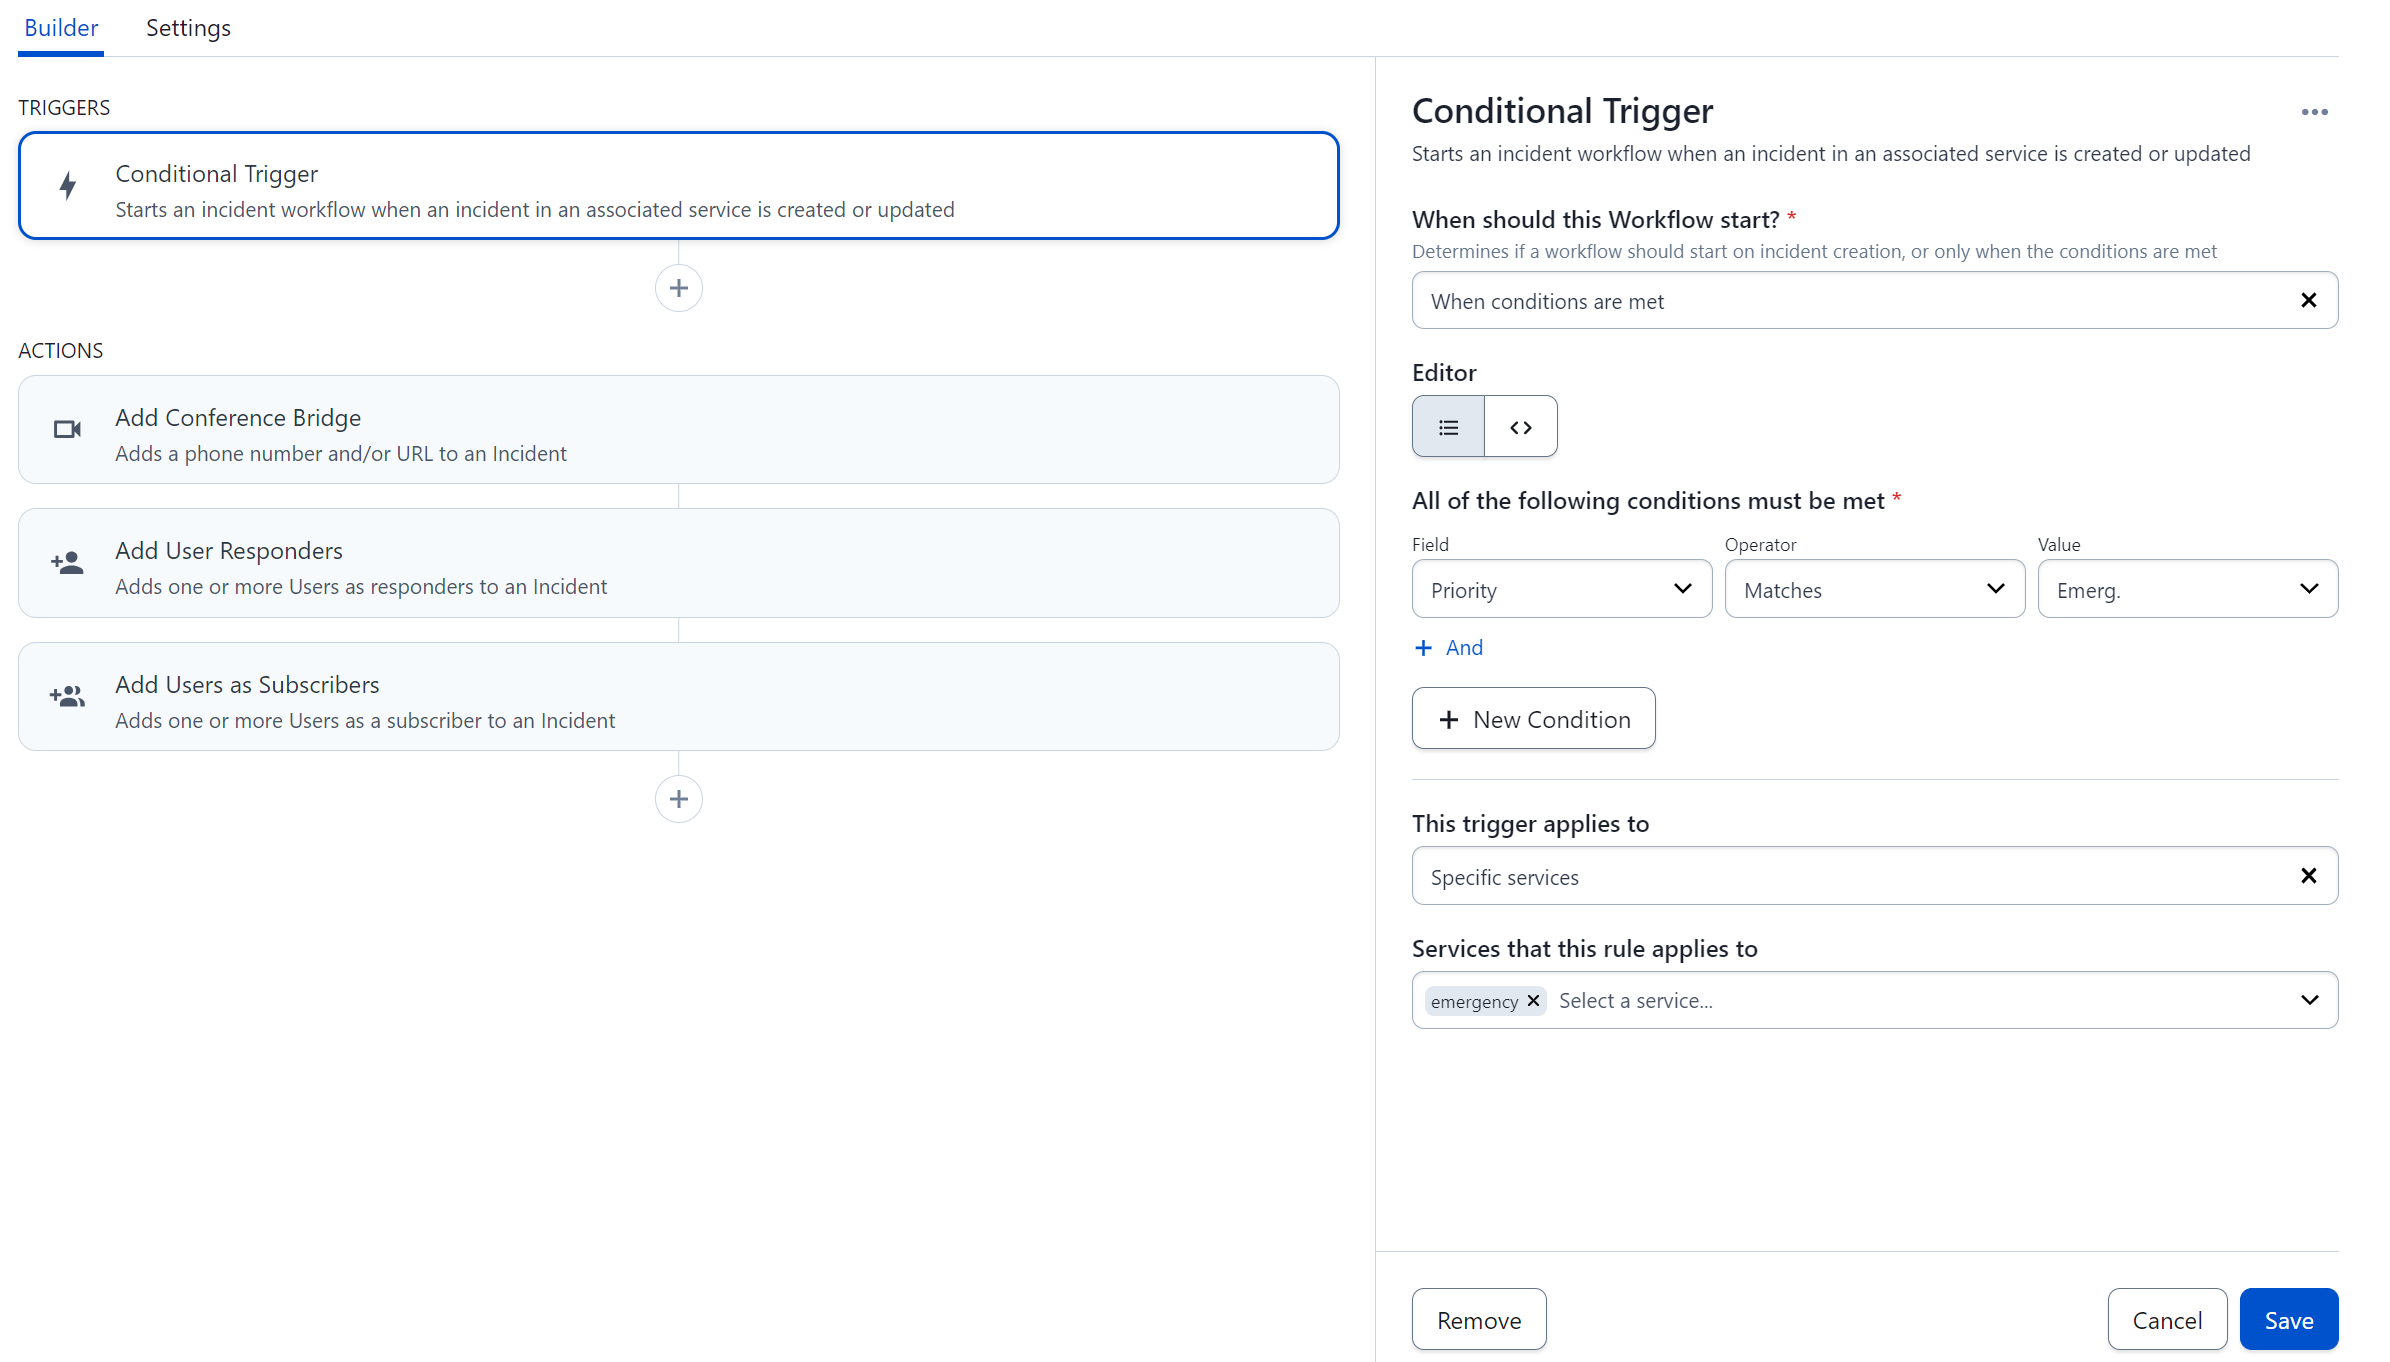 Builder Settings
TRIGGERS
Conditional Trigger
Starts an incident workflow when an incident in an associated service is created or updated
ACTIONS
Add Conference Bridge
Adds a phone number and/or URL to an Incident
Add User Responders
Adds one or more Users as responders to an Incident
Add Users as Subscribers
Adds one or more Users as a subscriber to an Incident
Conditional Trigger
Starts an incident workflow when an incident in an associated service is created or updated
When should this Workflow start? *
Determines if a workflow should start on incident creation, or only when the conditions are met
When conditions are met
Editor
All of the following conditions must be met *
Field Operator Value
Priority Matches Emerg.
+ And
+ New Condition
This trigger applies to
Specific services
Services that this rule applies to
emergency Select a service...
Remove Cancel Save